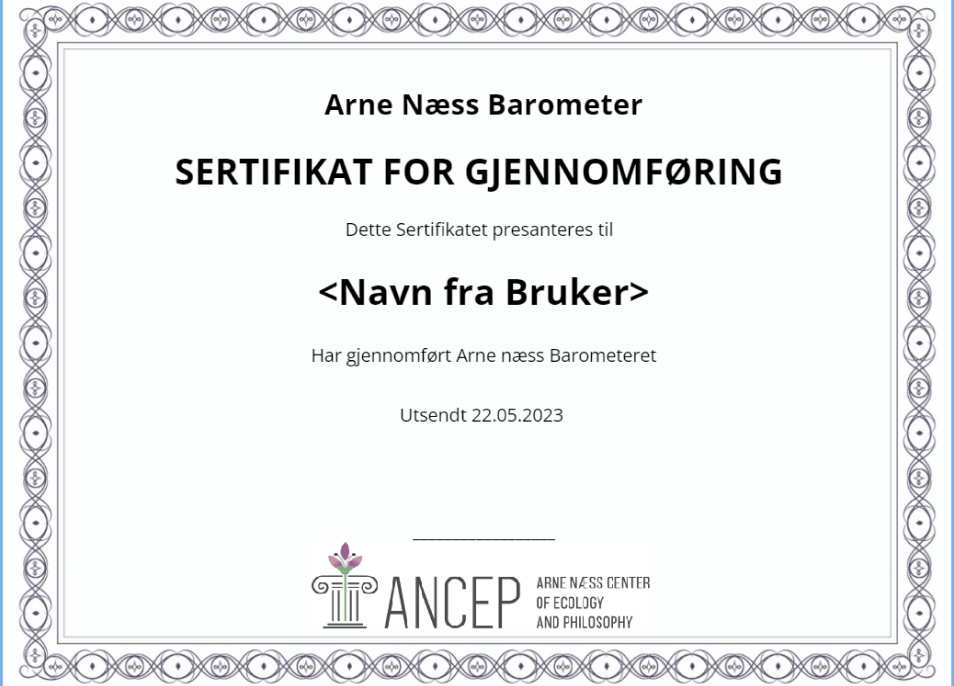 Arne Næss Barometer
SERTIFIKAT FOR GJENNOMFØRING
Dette Sertifikatet presanteres til
<Navn fra Bruker>
Har gjennomført Arne næss Barometeret
Utsendt 22.05.2023
ANCEP
ARNE NÆSS CENTER
OF ECOLOGY
AND PHILOSOPHY